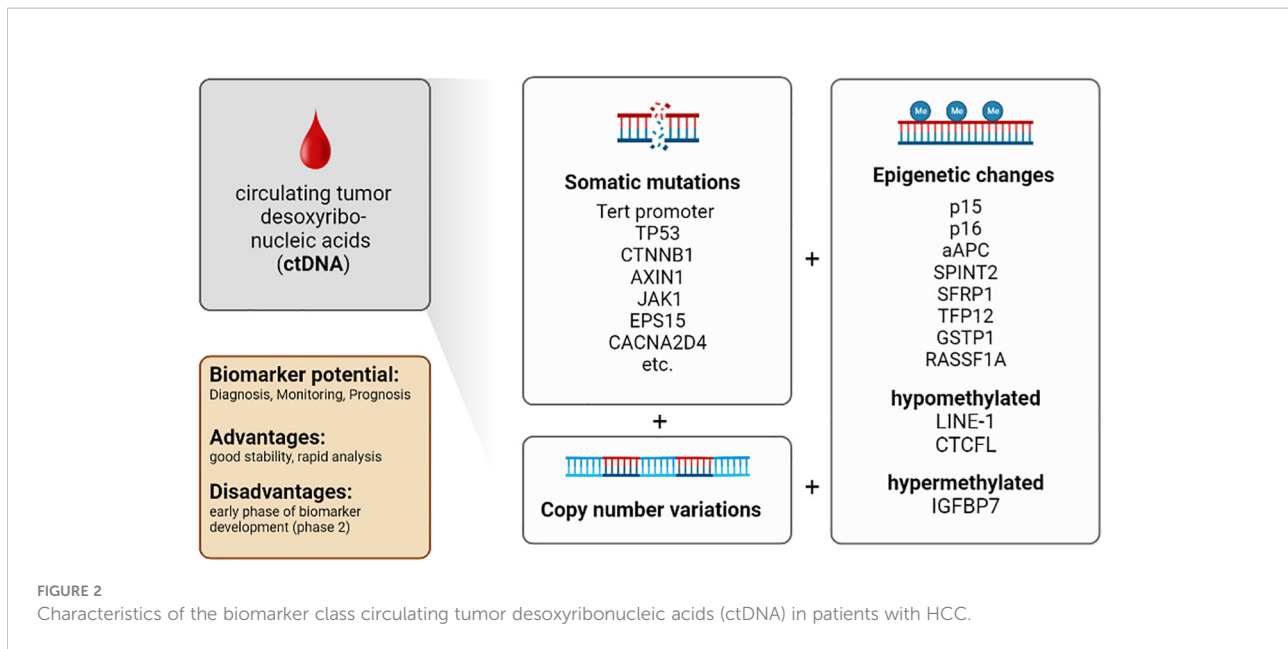 circulating tumor
desoxyribo-
nucleic acids
(ctDNA)
Biomarker potential:
Diagnosis, Monitoring, Prognosis
Advantages:
good stability, rapid analysis
Disadvantages:
early phase of biomarker
development (phase 2)
Somatic mutations
Tert promoter
TP53
CTNNB1
AXIN1
JAK1
EPS15
CACNA2D4
etc.
+
Copy number variations
+
+
Me Me Me
Epigenetic changes
p15
p16
aAPC
SPINT2
SFRP1
TFP12
GSTP1
RASSF1A
hypomethylated
LINE-1
CTCFL
hypermethylated
IGFBP7
FIGURE 2
Characteristics of the biomarker class circulating tumor desoxyribonucleic acids (ctDNA) in patients with HCC.